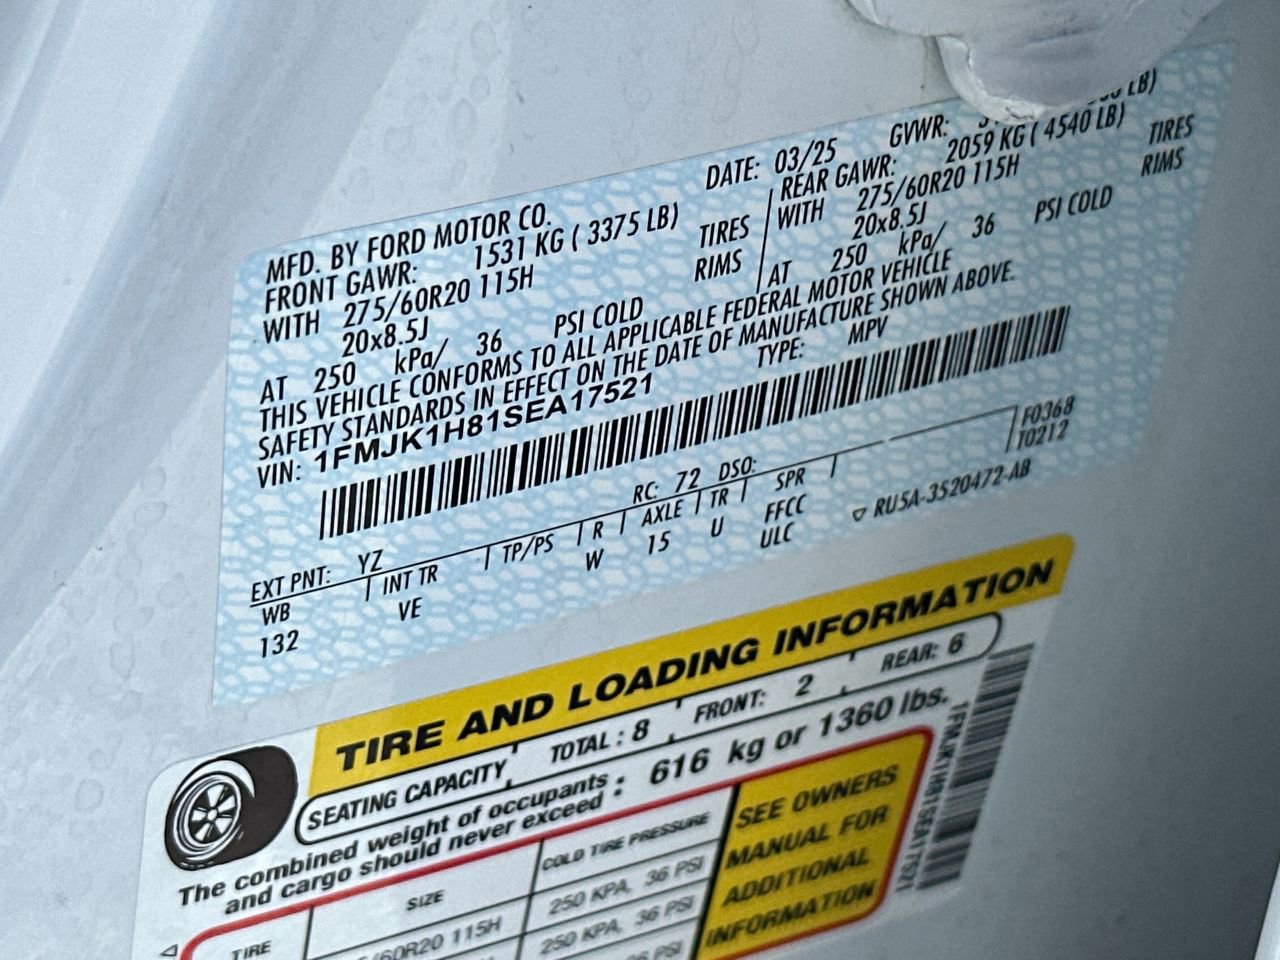 MFD. BY FORD MOTOR CO.
DATE: 03/25
GVWR:
LB)
FRONT GAWR: 1531 KG ( 3375 LB)
REAR GAWR: 2059 KG ( 4540 LB)
WITH 275/60R20 115H TIRES
WITH 275/60R20 115H TIRES
20x8.5J RIMS
20x8.5J RIMS
AT 250 kPa/ 36 PSI COLD
AT 250 kPa/ 36 PSI COLD
THIS VEHICLE CONFORMS TO ALL APPLICABLE FEDERAL MOTOR VEHICLE
SAFETY STANDARDS IN EFFECT ON THE DATE OF MANUFACTURE SHOWN ABOVE.
VIN: 1FMJK1H81SEA17521
TYPE: MPV
F0368
T0212
EXT PNT: YZ RC: 72 DSO:
WB INT TR TP/PS R AXLE TR SPR
132 VE W 15 U FFCC
ULC
RU5A-3520472-AB
TIRE AND LOADING INFORMATION
SEATING CAPACITY TOTAL : 8 FRONT: 2 REAR: 6
The combined weight of occupants
and cargo should never exceed : 616 kg or 1360 lbs.
TIRE SIZE COLD TIRE PRESSURE
/60R20 115H 250 KPA, 36 PSI
250 KPA, 36 PSI
PSI
SEE OWNERS
MANUAL FOR
ADDITIONAL
INFORMATION
1FMJK1H81SEA17521